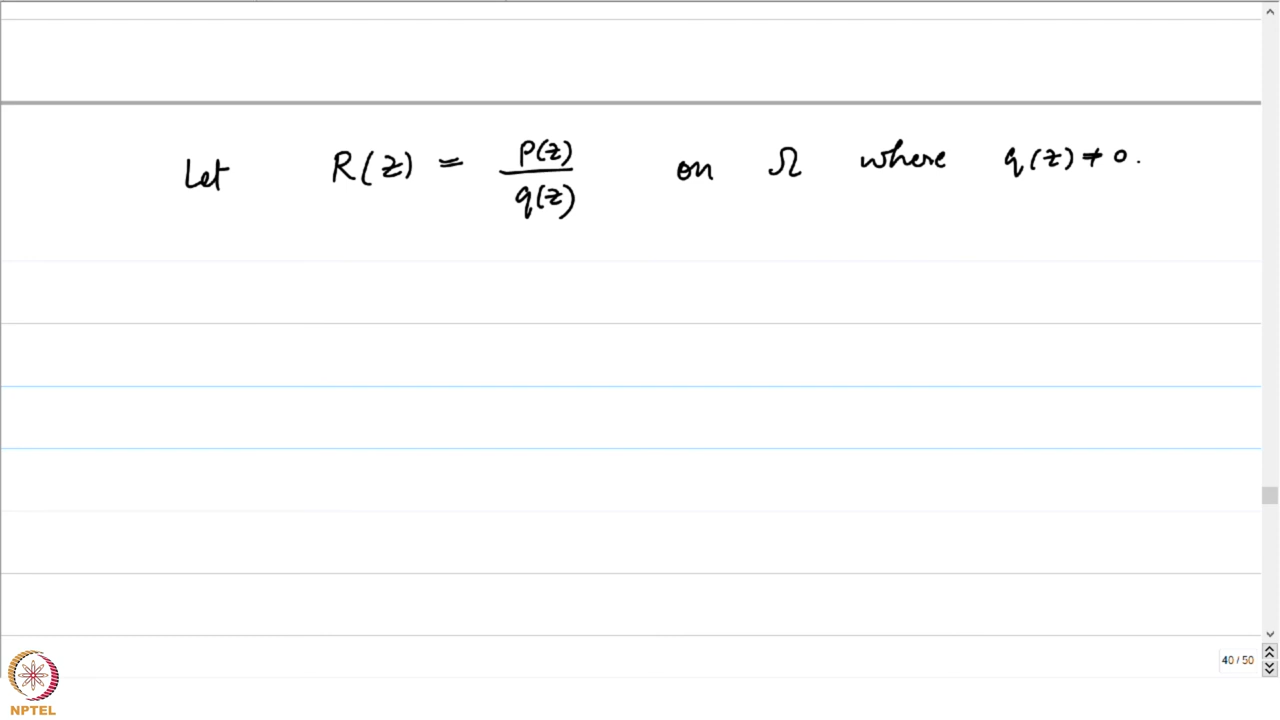 Let R(z) = p(z)/q(z) on Ω where q(z) ≠ 0.
40 / 50
NPTEL